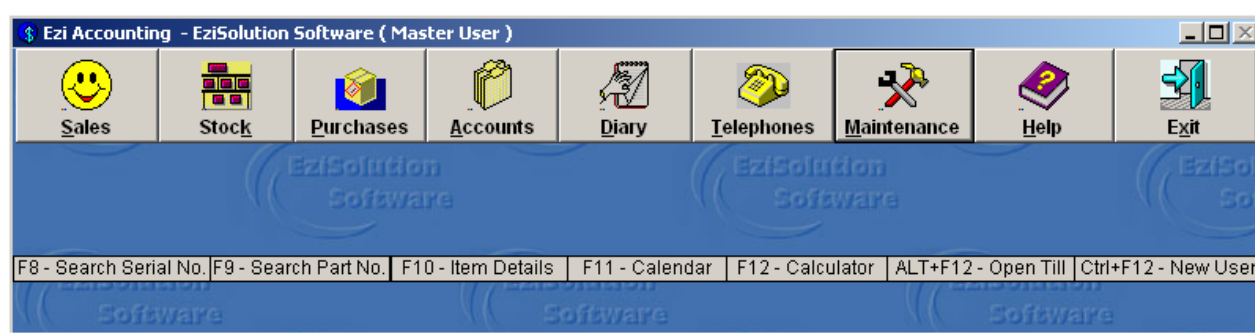 Ezi Accounting - EziSolution Software ( Master User )
Sales Stock Purchases Accounts Diary Telephones Maintenance Help Exit
EziSolution EziSolution EziSol
Software Software So
F8 - Search Serial No. F9 - Search Part No. F10 - Item Details F11 - Calendar F12 - Calculator ALT+F12 - Open Till Ctrl+F12 - New User
Software Software Software